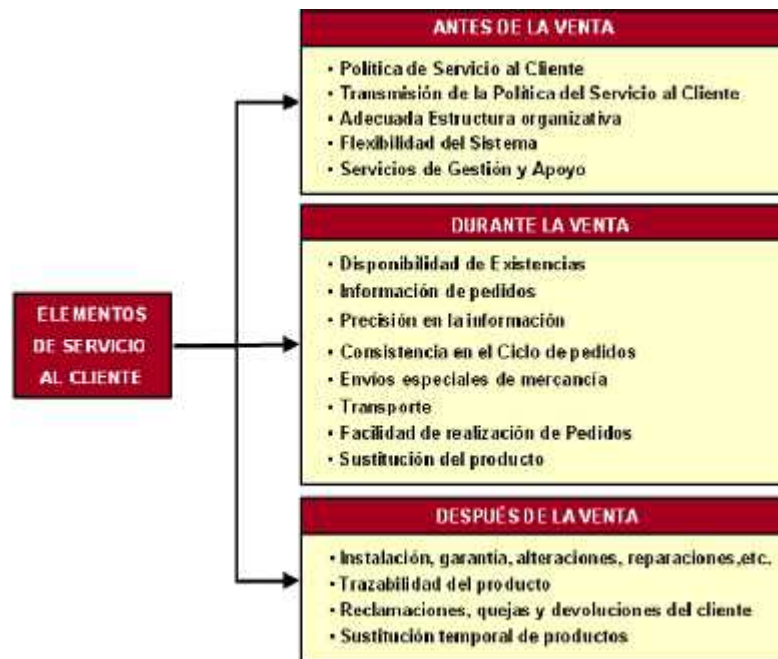 ANTES DE LA VENTA
• Política de Servicio al Cliente
• Transmisión de la Política del Servicio al Cliente
• Adecuada Estructura organizativa
• Flexibilidad del Sistema
• Servicios de Gestión y Apoyo
DURANTE LA VENTA
• Disponibilidad de Existencias
• Información de pedidos
• Precisión en la información
• Consistencia en el Ciclo de pedidos
• Envíos especiales de mercancía
• Transporte
• Facilidad de realización de Pedidos
• Sustitución del producto
ELEMENTOS
DE SERVICIO
AL CLIENTE
DESPUÉS DE LA VENTA
• Instalación, garantía, alteraciones, reparaciones,etc.
• Trazabilidad del producto
• Reclamaciones, quejas y devoluciones del cliente
• Sustitución temporal de productos